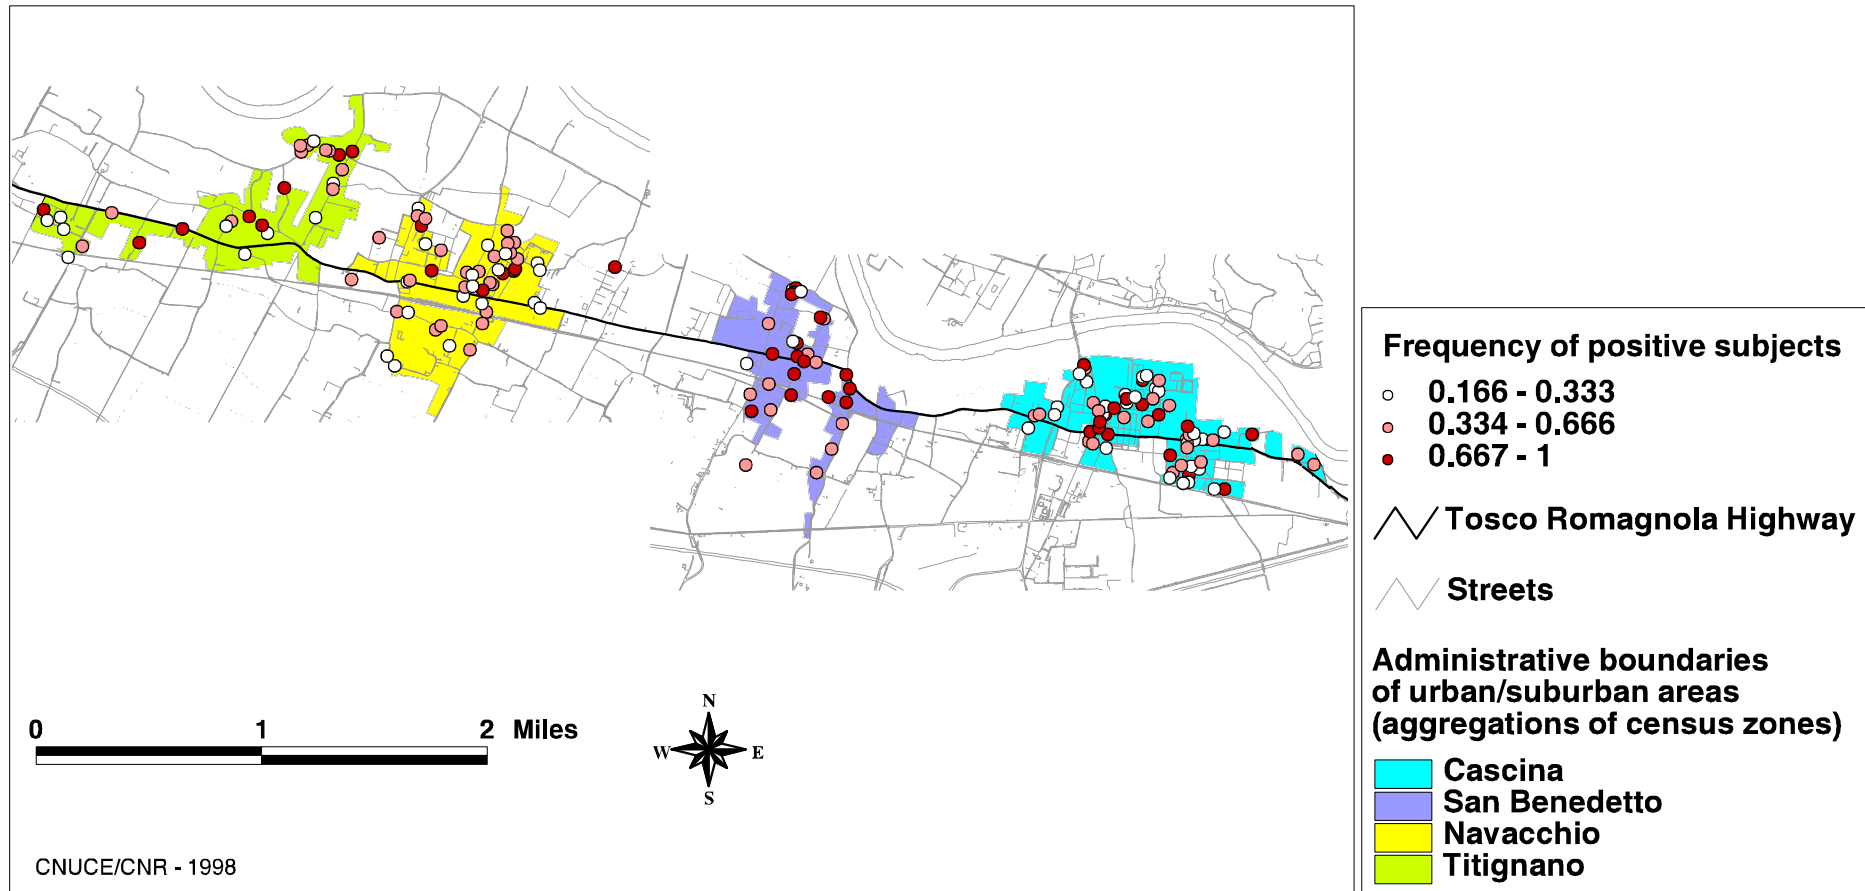 Frequency of positive subjects
0.166 - 0.333
0.334 - 0.666
0.667 - 1
Tosco Romagnola Highway
Streets
Administrative boundaries
of urban/suburban areas
(aggregations of census zones)
Cascina
San Benedetto
Navacchio
Titignano
0 1 2 Miles
N
W E
S
CNUCE/CNR - 1998